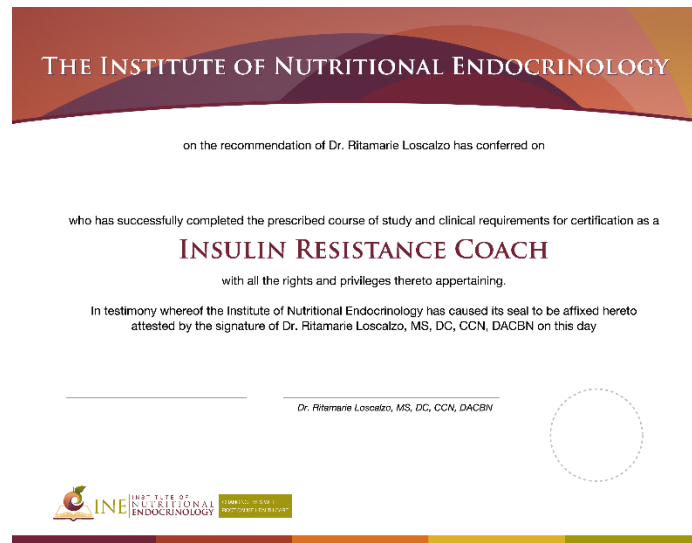 THE INSTITUTE OF NUTRITIONAL ENDOCRINOLOGY
on the recommendation of Dr. Ritamarie Loscalzo has conferred on
who has successfully completed the prescribed course of study and clinical requirements for certification as a
INSULIN RESISTANCE COACH
with all the rights and privileges thereto appertaining.
In testimony whereof the Institute of Nutritional Endocrinology has caused its seal to be affixed hereto
attested by the signature of Dr. Ritamarie Loscalzo, MS, DC, CCN, DACBN on this day
Dr. Ritamarie Loscalzo, MS, DC, CCN, DACBN
INE
INSTITUTE OF
NUTRITIONAL
ENDOCRINOLOGY